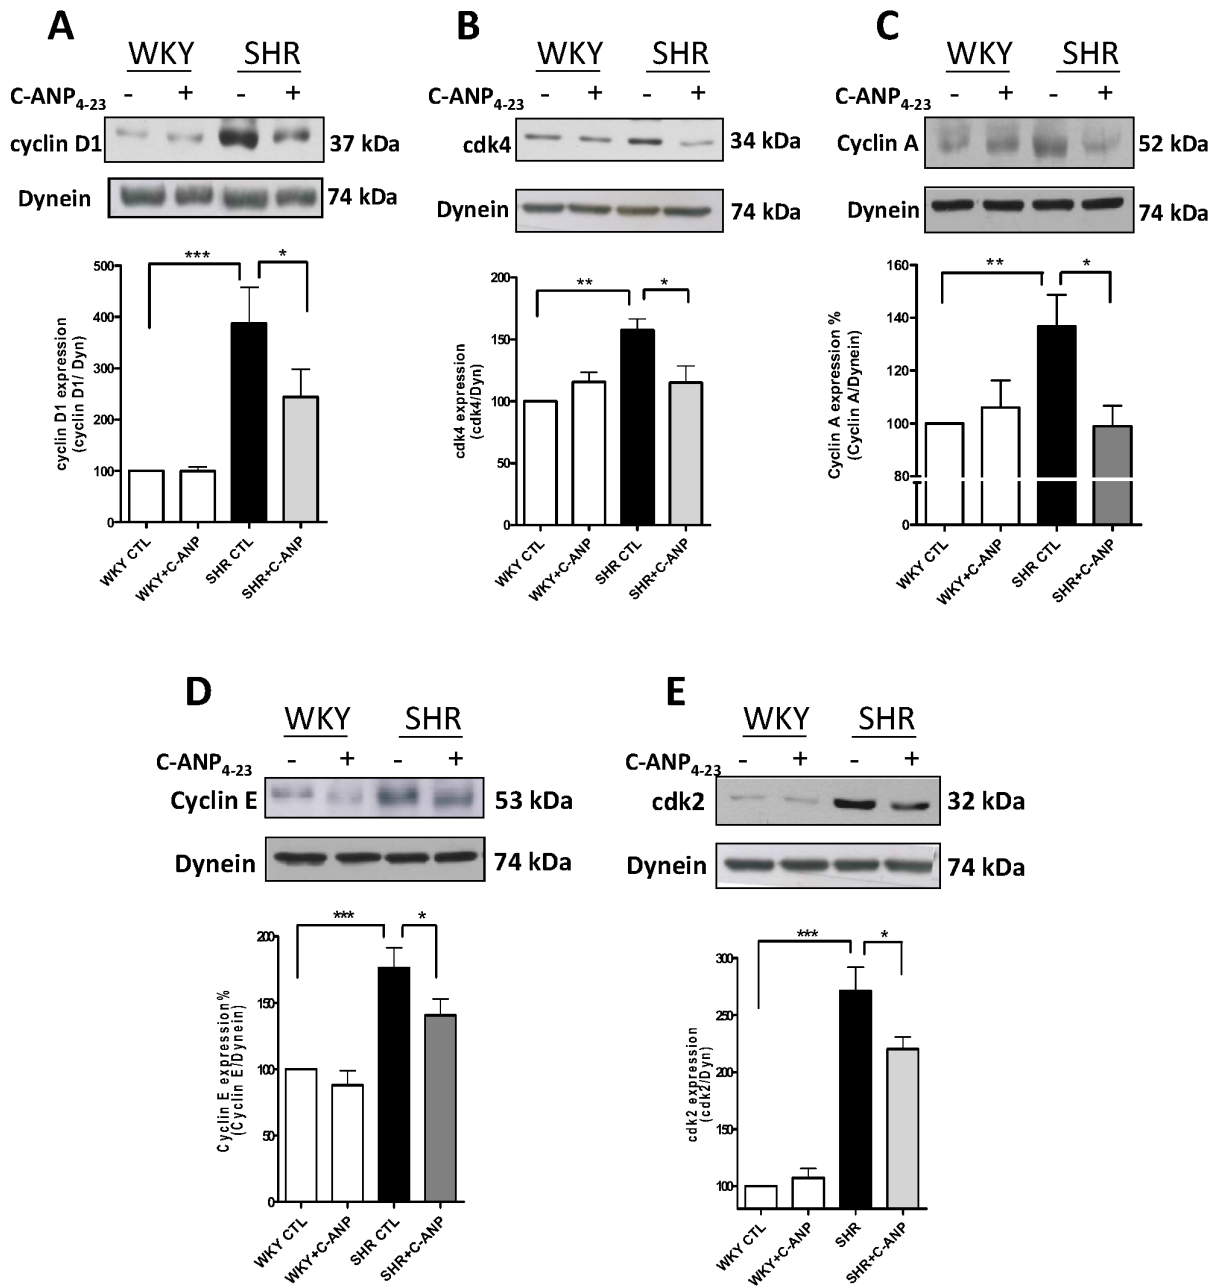 A
WKY SHR
C-ANP4-23 - + - +
cyclin D1 37 kDa
Dynein 74 kDa
*** *
500
400
300
200
100
0
cyclin D1 expression
(cyclin D1/ Dyn)
WKY CTL WKY+C-ANP SHR CTL SHR+C-ANP
B
WKY SHR
C-ANP4-23 - + - +
cdk4 34 kDa
Dynein 74 kDa
** *
200
150
100
50
0
cdk4 expression
(cdk4/Dyn)
WKY CTL WKY+C-ANP SHR CTL SHR+C-ANP
C
WKY SHR
C-ANP4-23 - + - +
Cyclin A 52 kDa
Dynein 74 kDa
** *
160
140
120
100
80
0
Cyclin A expression %
(Cyclin A/Dynein)
WKY CTL WKY+C-ANP SHR CTL SHR+C-ANP
D
WKY SHR
C-ANP4-23 - + - +
Cyclin E 53 kDa
Dynein 74 kDa
*** *
200
150
100
50
0
Cyclin E expression%
(Cyclin E/Dynein)
WKY CTL WKY+C-ANP SHR CTL SHR+C-ANP
E
WKY SHR
C-ANP4-23 - + - +
cdk2 32 kDa
Dynein 74 kDa
*** *
300
250
200
150
100
cdk2 expression
(cdk2/Dyn)
WKY CTL WKY+C-ANP SHR SHR+C-ANP